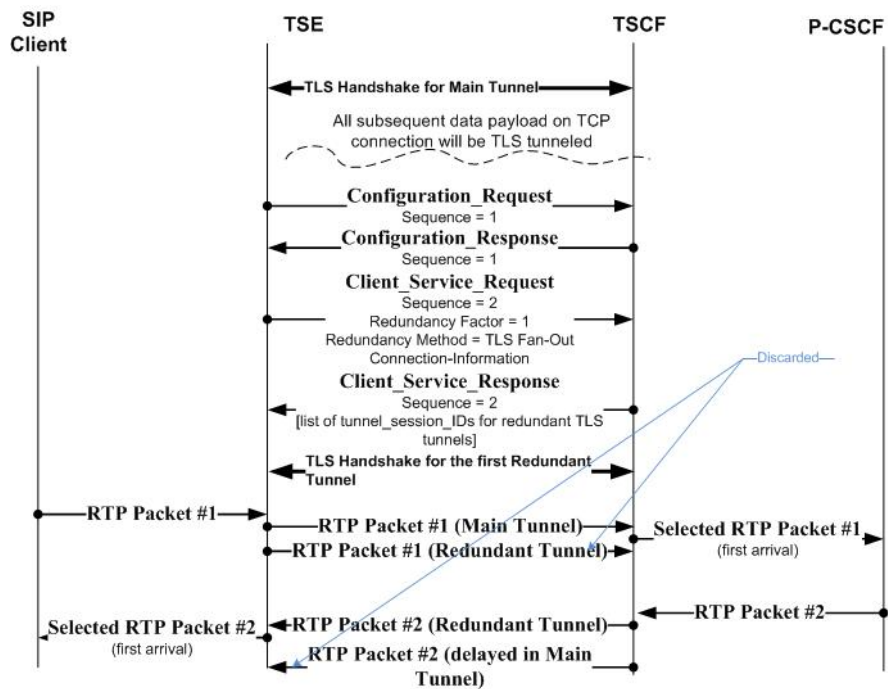 SIP
Client
TSE
TSCF
P-CSCF
TLS Handshake for Main Tunnel
All subsequent data payload on TCP
connection will be TLS tunneled
Configuration_Request
Sequence = 1
Configuration_Response
Sequence = 1
Client_Service_Request
Sequence = 2
Redundancy Factor = 1
Redundancy Method = TLS Fan-Out
Connection-Information
Discarded
Client_Service_Response
Sequence = 2
[list of tunnel_session_IDs for redundant TLS
tunnels]
TLS Handshake for the first Redundant
Tunnel
RTP Packet #1
RTP Packet #1 (Main Tunnel)
Selected RTP Packet #1
(first arrival)
RTP Packet #1 (Redundant Tunnel)
RTP Packet #2
RTP Packet #2 (Redundant Tunnel)
Selected RTP Packet #2
(first arrival)
RTP Packet #2 (delayed in Main
Tunnel)